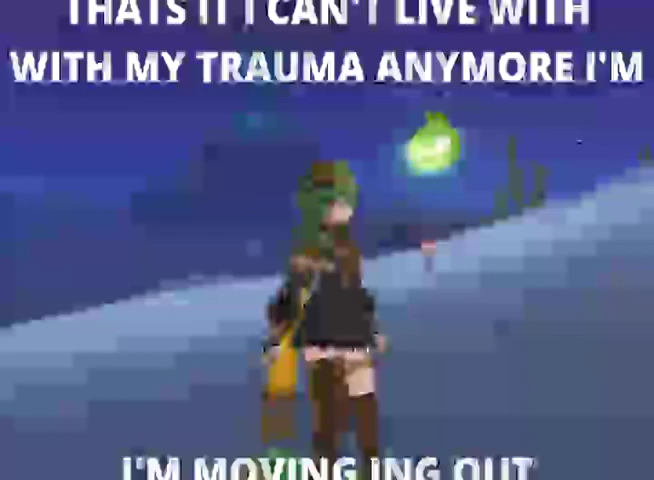 THATS IT I CAN'T LIVE WITH
WITH MY TRAUMA ANYMORE I'M
I'M MOVING ING OUT